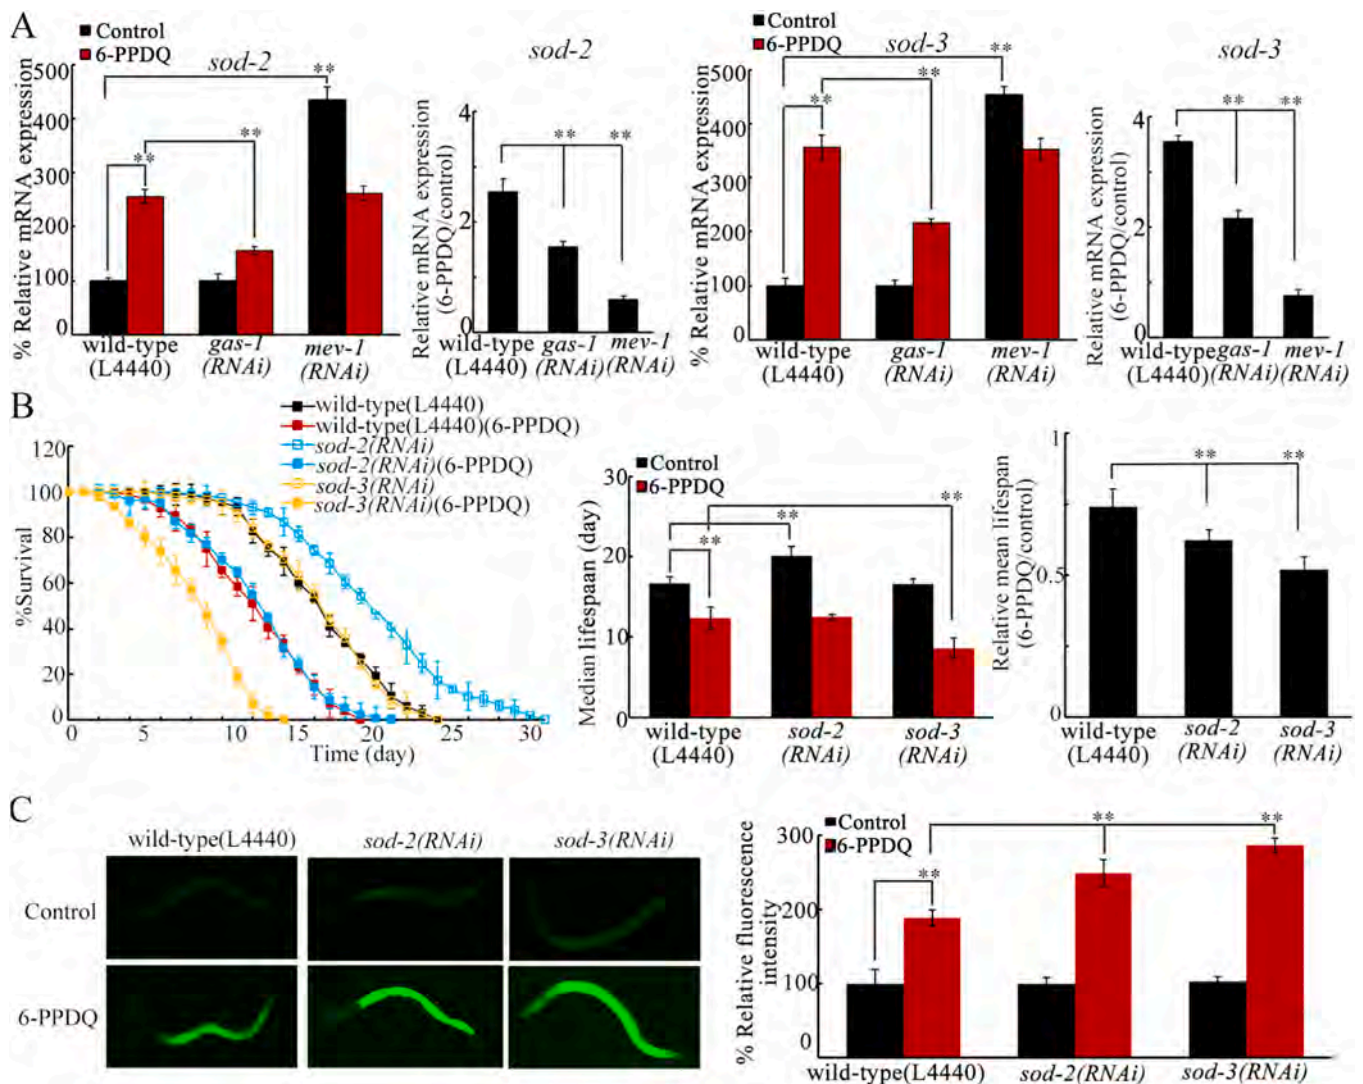 A
Control
6-PPDQ
sod-2
% Relative mRNA expression
500
400
300
200
100
0
**
**
**
wild-type
(L4440)
gas-1
(RNAi)
mev-1
(RNAi)
sod-2
Relative mRNA expression
(6-PPDQ/control)
4
2
0
**
**
wild-type
(L4440)
gas-1
(RNAi)
mev-1
(RNAi)
Control
6-PPDQ
sod-3
% Relative mRNA expression
500
400
300
200
100
0
**
**
**
wild-type
(L4440)
gas-1
(RNAi)
mev-1
(RNAi)
sod-3
Relative mRNA expression
(6-PPDQ/control)
4
2
0
**
**
wild-type
(L4440)
gas-1
(RNAi)
mev-1
(RNAi)
B
wild-type(L4440)
wild-type(L4440)(6-PPDQ)
sod-2(RNAi)
sod-2(RNAi)(6-PPDQ)
sod-3(RNAi)
sod-3(RNAi)(6-PPDQ)
%Survival
120
100
80
60
40
20
0
0 5 10 15 20 25 30
Time (day)
Control
6-PPDQ
Median lifespaan (day)
30
20
10
0
**
**
**
wild-type
(L4440)
sod-2
(RNAi)
sod-3
(RNAi)
Relative mean lifespan
(6-PPDQ/control)
1
0.5
0
**
**
wild-type
(L4440)
sod-2
(RNAi)
sod-3
(RNAi)
C
wild-type(L4440)
sod-2(RNAi)
sod-3(RNAi)
Control
6-PPDQ
Control
6-PPDQ
% Relative fluorescence
intensity
300
200
100
0
**
**
**
wild-type(L4440)
sod-2(RNAi)
sod-3(RNAi)